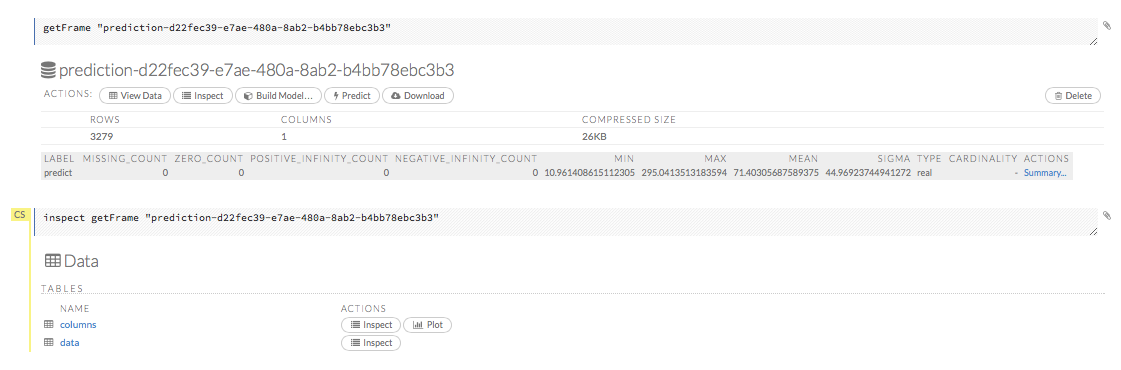 getFrame "prediction-d22fec39-e7ae-480a-8ab2-b4bb78ebc3b3"
prediction-d22fec39-e7ae-480a-8ab2-b4bb78ebc3b3
ACTIONS: View Data Inspect Build Model... Predict Download Delete
ROWS COLUMNS COMPRESSED SIZE
3279 1 26KB
LABEL MISSING_COUNT ZERO_COUNT POSITIVE_INFINITY_COUNT NEGATIVE_INFINITY_COUNT MIN MAX MEAN SIGMA TYPE CARDINALITY ACTIONS
predict 0 0 0 0 10.961408615112305 295.0413513183594 71.40305687589375 44.96923744941272 real - Summary...
CS inspect getFrame "prediction-d22fec39-e7ae-480a-8ab2-b4bb78ebc3b3"
Data
TABLES
NAME ACTIONS
columns Inspect Plot
data Inspect